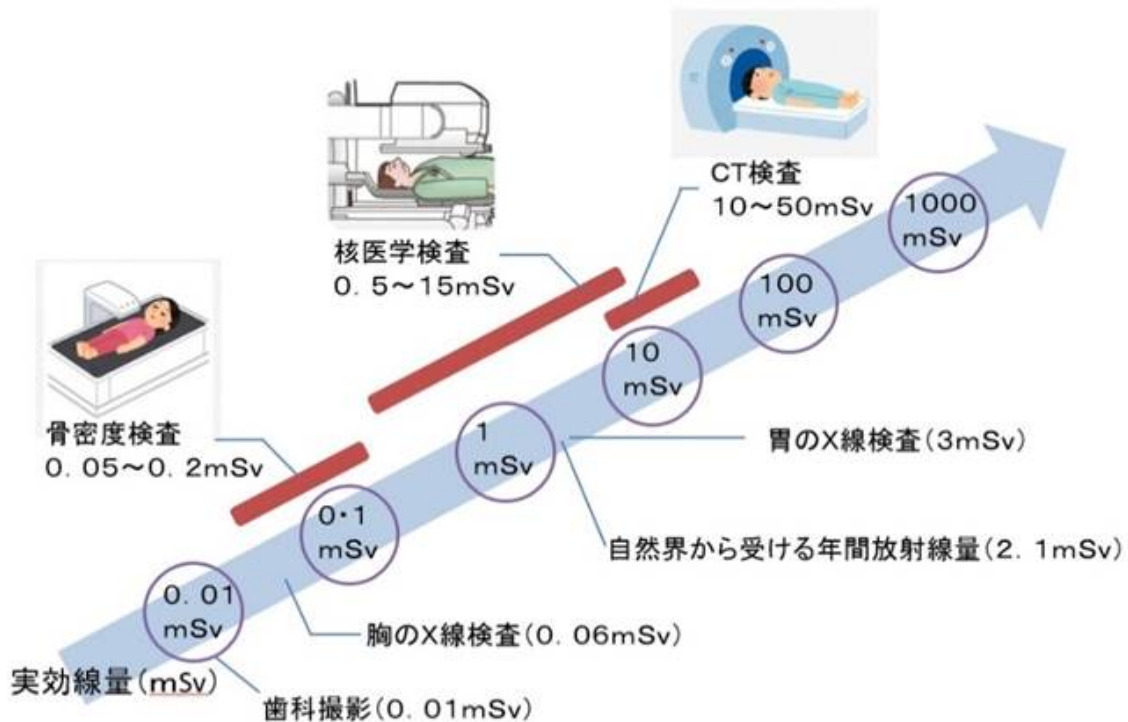 CT検査
10～50mSv
1000
mSv
核医学検査
0．5～15mSv
100
mSv
10
mSv
骨密度検査
0．05～0．2mSv
1
mSv
胃のX線検査(3mSv)
0・1
mSv
自然界から受ける年間放射線量(2．1mSv)
0．01
mSv
胸のX線検査(0．06mSv)
実効線量(mSv)
歯科撮影(0．01mSv)